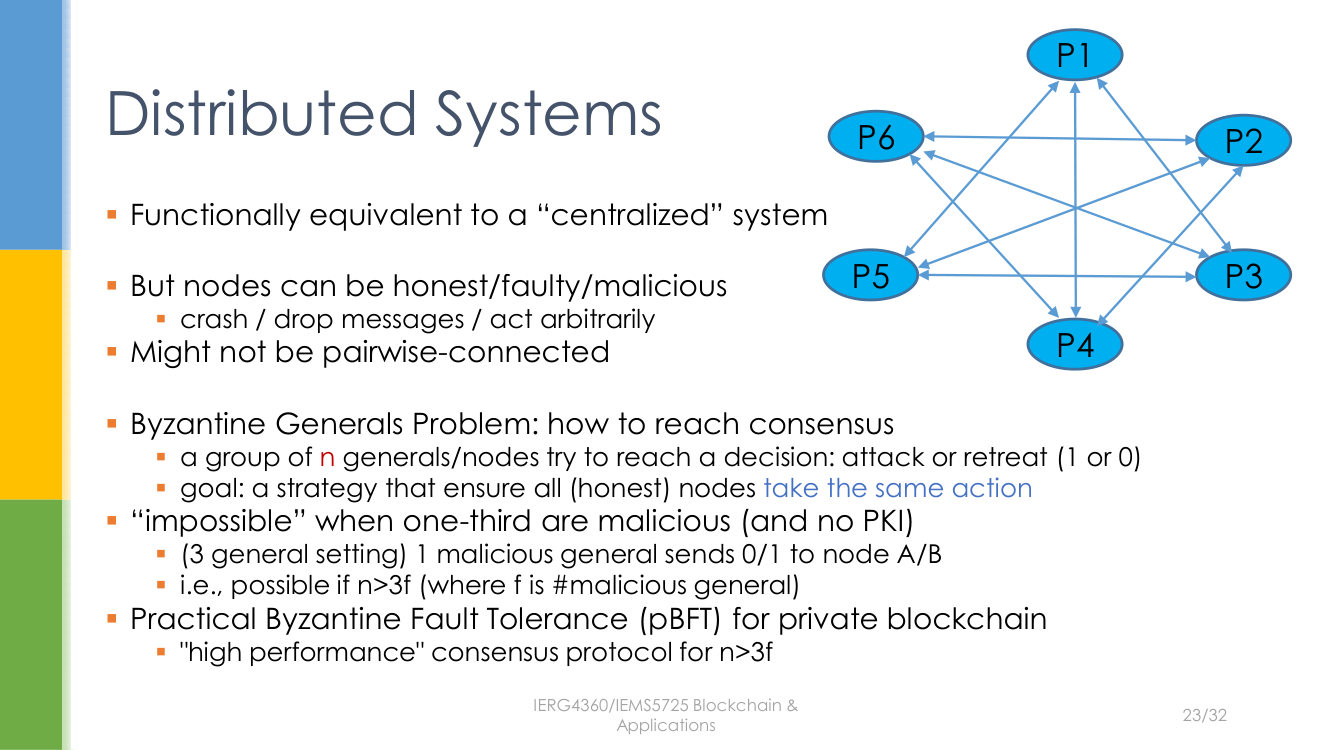 Distributed Systems
Functionally equivalent to a “centralized” system
But nodes can be honest/faulty/malicious
crash / drop messages / act arbitrarily
Might not be pairwise-connected
P1
P6
P2
P5
P3
P4
Byzantine Generals Problem: how to reach consensus
a group of n generals/nodes try to reach a decision: attack or retreat (1 or 0)
goal: a strategy that ensure all (honest) nodes take the same action
“impossible” when one-third are malicious (and no PKI)
(3 general setting) 1 malicious general sends 0/1 to node A/B
i.e., possible if n>3f (where f is #malicious general)
Practical Byzantine Fault Tolerance (pBFT) for private blockchain
"high performance" consensus protocol for n>3f
IERG4360/IEMS5725 Blockchain &
Applications
23/32